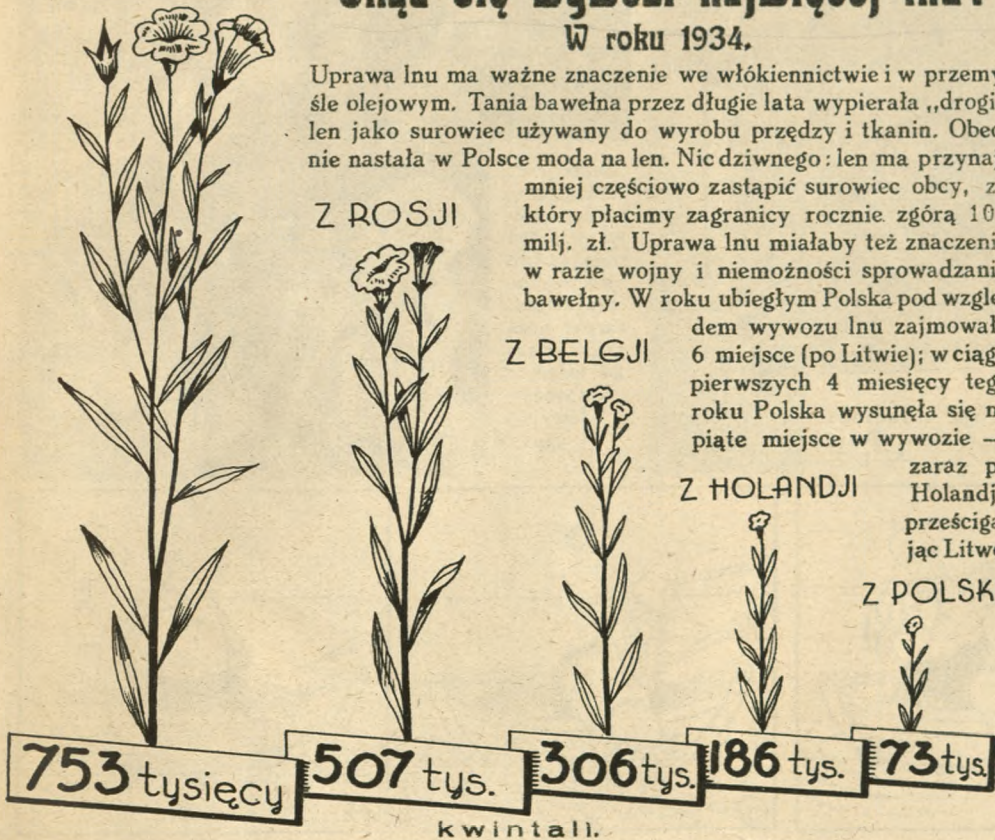 W roku 1934.
Uprawa lnu ma ważne znaczenie we włókiennictwie i w przemy
śle olejowym. Tania bawełna przez długie lata wypierała „drogi
len jako surowiec używany do wyrobu przędzy i tkanin. Obec
nie nastała w Polsce moda na len. Nic dziwnego: len ma przyna
mniej częściowo zastąpić surowiec obcy, z
który płacimy zagranicy rocznie zgórą 10
milj. zł. Uprawa lnu miałaby też znaczeni
w razie wojny i niemożności sprowadzani
bawełny. W roku ubiegłym Polska pod wzglę
dem wywozu lnu zajmował
6 miejsce (po Litwie); w ciąg
pierwszych 4 miesięcy teg
roku Polska wysunęła się n
piąte miejsce w wywozie —
zaraz p
Holandj
prześciga
jąc Litwę
Z ROSJI
Z BELGJI
Z HOLANDJI
Z POLSK
753 tysięcy
507 tys.
306 tys.
186 tys.
73 tys.
kwintali.